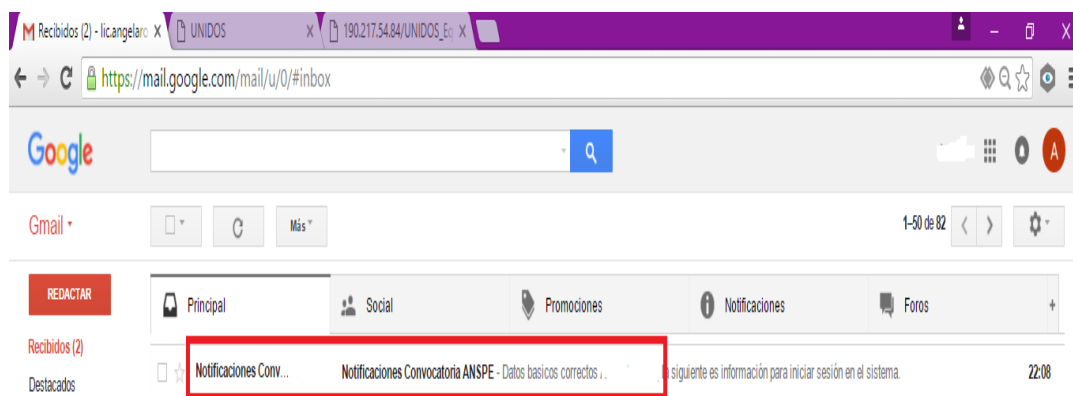 Recibidos (2) - lic.angelaro
UNIDOS
190.217.54.84/UNIDOS_Eq
https://mail.google.com/mail/u/0/#inbox
Google
A
Gmail
Más
1–50 de 82
REDACTAR
Principal
Social
Promociones
Notificaciones
Foros
+
Recibidos (2)
Notificaciones Conv... Notificaciones Convocatoria ANSPE - Datos basicos correctos siguiente es información para iniciar sesión en el sistema. 22:08
Destacados